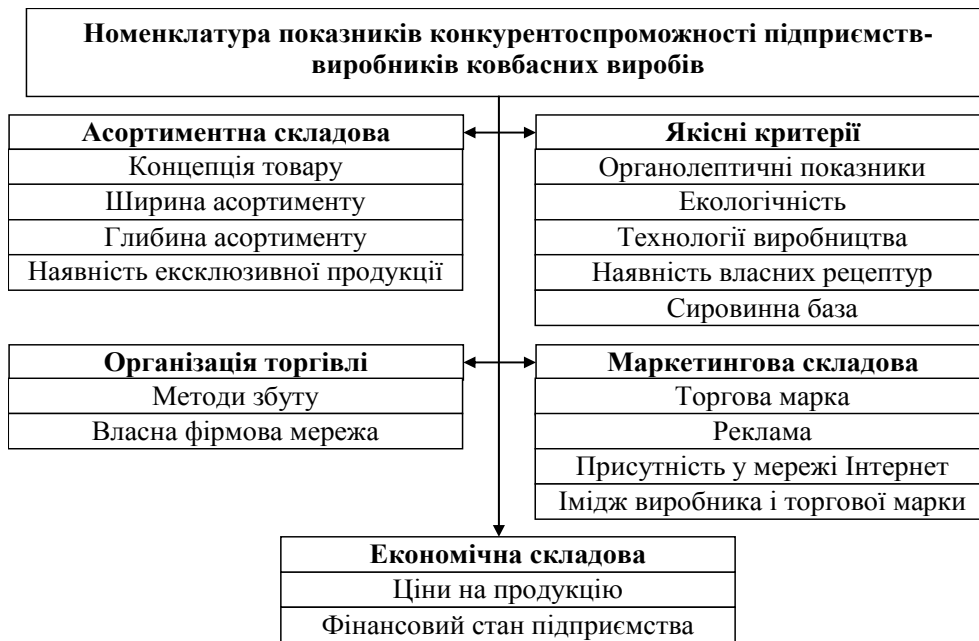 Номенклатура показників конкурентоспроможності підприємств-
виробників ковбасних виробів
Асортиментна складова
Концепція товару
Ширина асортименту
Глибина асортименту
Наявність ексклюзивної продукції
Якісні критерії
Органолептичні показники
Екологічність
Технології виробництва
Наявність власних рецептур
Сировинна база
Організація торгівлі
Методи збуту
Власна фірмова мережа
Маркетингова складова
Торгова марка
Реклама
Присутність у мережі Інтернет
Імідж виробника і торгової марки
Економічна складова
Ціни на продукцію
Фінансовий стан підприємства